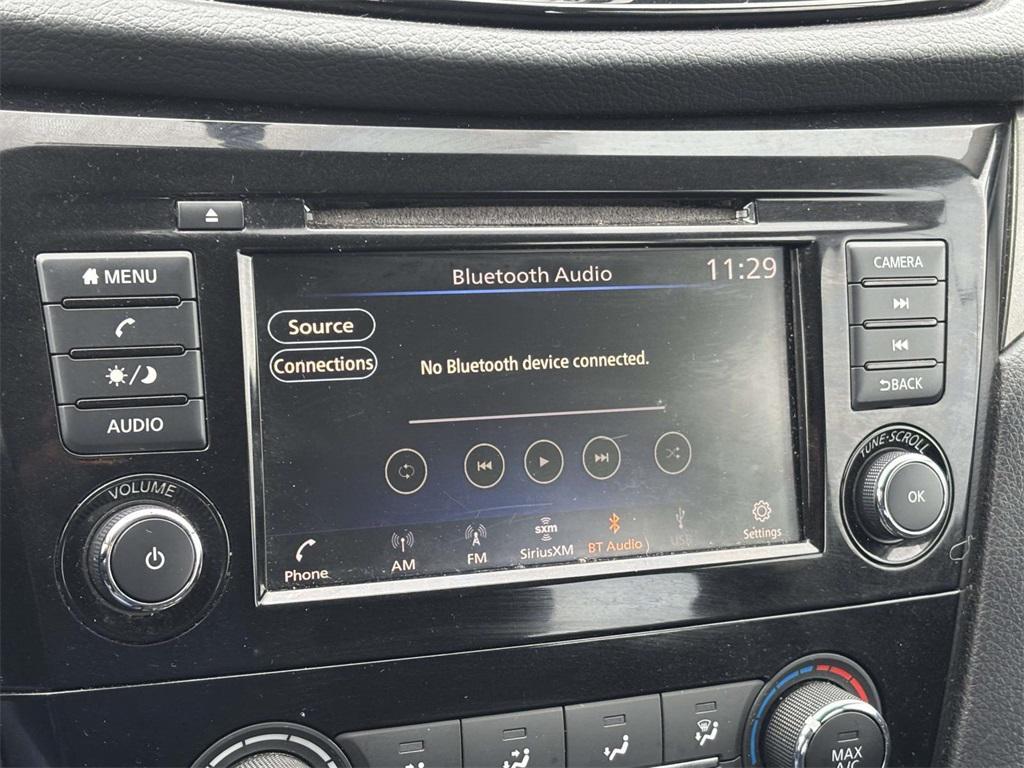 MENU
AUDIO
VOLUME
Bluetooth Audio
11:29
Source
Connections
No Bluetooth device connected.
Phone
AM
FM
sxm
SiriusXM
BT Audio
USB
Settings
CAMERA
BACK
TUNE·SCROLL
OK
MAX
A/C